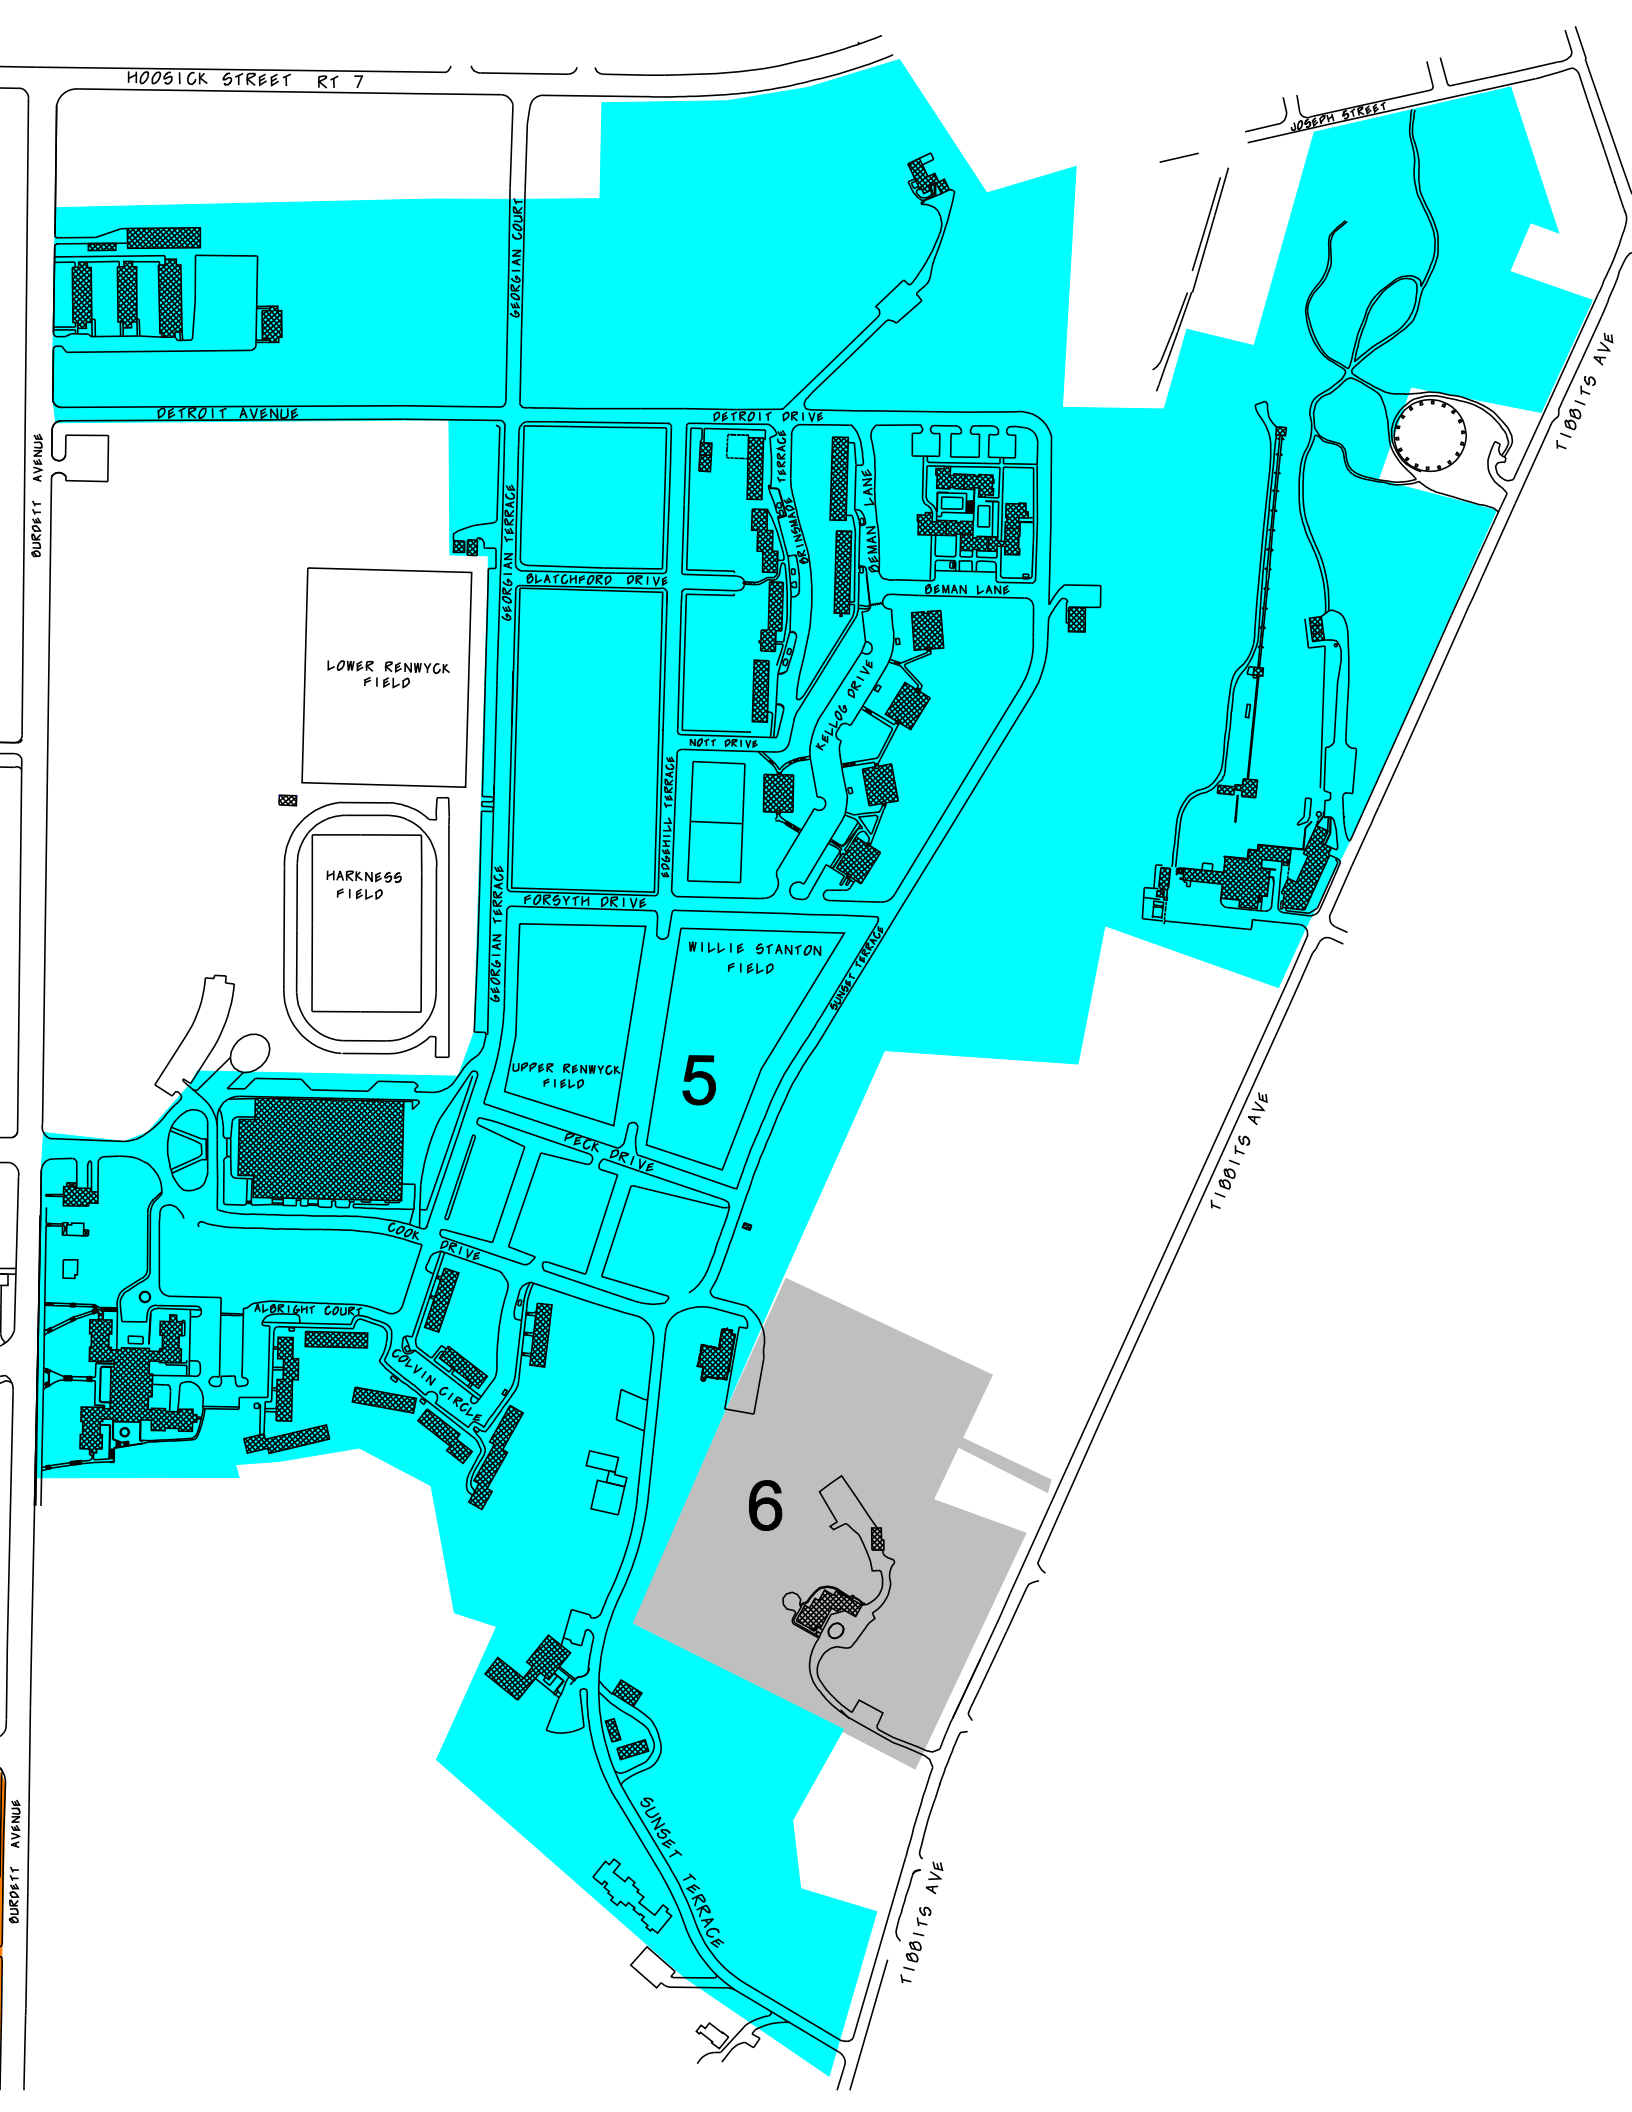 HOOSICK STREET RT 7
JOSEPH STREET
GEORGIAN COURT
TIBBITS AVE
DETROIT AVENUE
DETROIT DRIVE
BURDETT AVENUE
GEORGIAN TERRACE
BRINSMADE TERRACE
BEMAN LANE
BLATCHFORD DRIVE
BEMAN LANE
LOWER RENWYCK
FIELD
KELLOG DRIVE
NOTT DRIVE
EDGEHILL TERRACE
HARKNESS
FIELD
GEORGIAN TERRACE
FORSYTH DRIVE
WILLIE STANTON
FIELD
SUNSET TERRACE
UPPER RENWYCK
FIELD
5
PECK DRIVE
TIBBITS AVE
COOK DRIVE
ALBRIGHT COURT
COLVIN CIRCLE
6
SUNSET TERRACE
BURDETT AVENUE
TIBBITS AVE